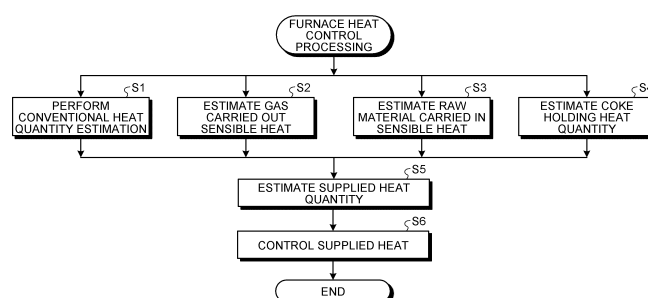 FURNACE HEAT
CONTROL
PROCESSING
S1
PERFORM
CONVENTIONAL HEAT
QUANTITY ESTIMATION
S2
ESTIMATE GAS
CARRIED OUT
SENSIBLE HEAT
S3
ESTIMATE RAW
MATERIAL CARRIED IN
SENSIBLE HEAT
S4
ESTIMATE COKE
HOLDING HEAT
QUANTITY
S5
ESTIMATE SUPPLIED HEAT
QUANTITY
S6
CONTROL SUPPLIED HEAT
END